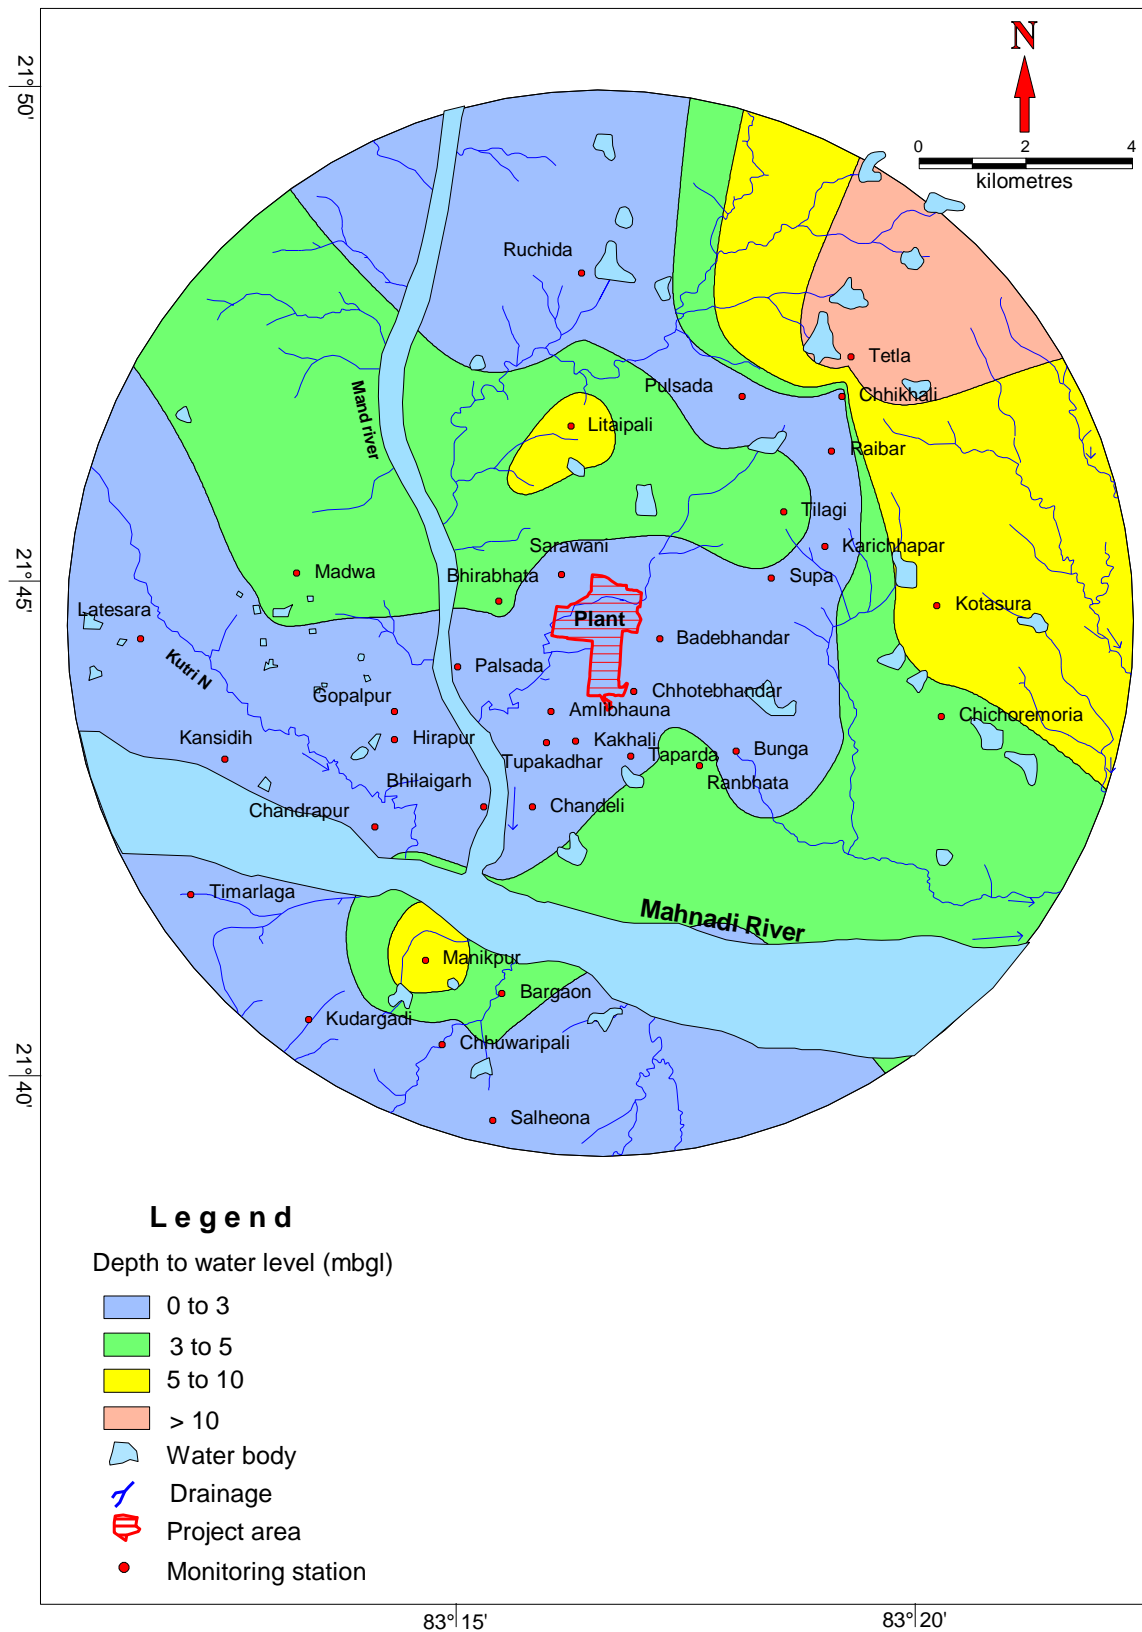 N
21° 50'
0 2 4
kilometres
Ruchida
Tetla
Mand river
Pulsada
Chhikhali
Litaipali
Raibar
Tilagi
Sarawani
Karichhapar
Madwa
Bhirabhata
Supa
21° 45'
Latesara
Plant
Kotasura
Badebhandar
Kutri N
Palsada
Gopalpur
Chhotebhandar
Amlibhauna
Chichoremoria
Kansidih
Hirapur
Kakhali
Tupakadhar
Taparda
Bunga
Bhilaigarh
Ranbhata
Chandrapur
Chandeli
Timarlaga
Mahnadi River
Manikpur
Bargaon
Kudargadi
Chhuwaripali
21° 40'
Salheona
Legend
Depth to water level (mbgl)
0 to 3
3 to 5
5 to 10
> 10
Water body
Drainage
Project area
Monitoring station
83° 15' 83° 20'